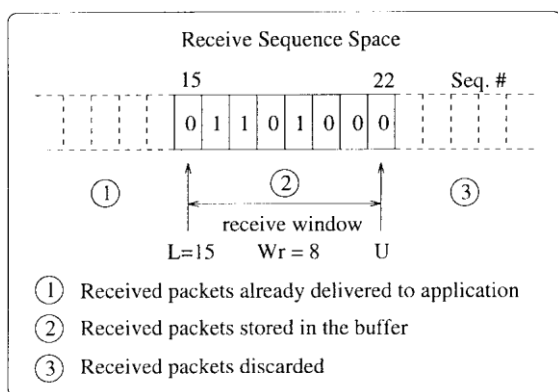 Receive Sequence Space
15 22 Seq. #
0 1 1 0 1 0 0 0
1 2 3
receive window
L=15 Wr = 8 U
1 Received packets already delivered to application
2 Received packets stored in the buffer
3 Received packets discarded